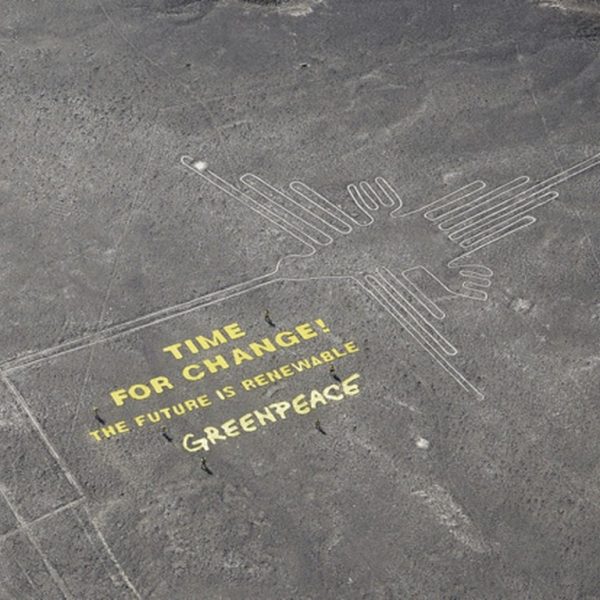 TIME
FOR CHANGE!
THE FUTURE IS RENEWABLE
GREENPEACE